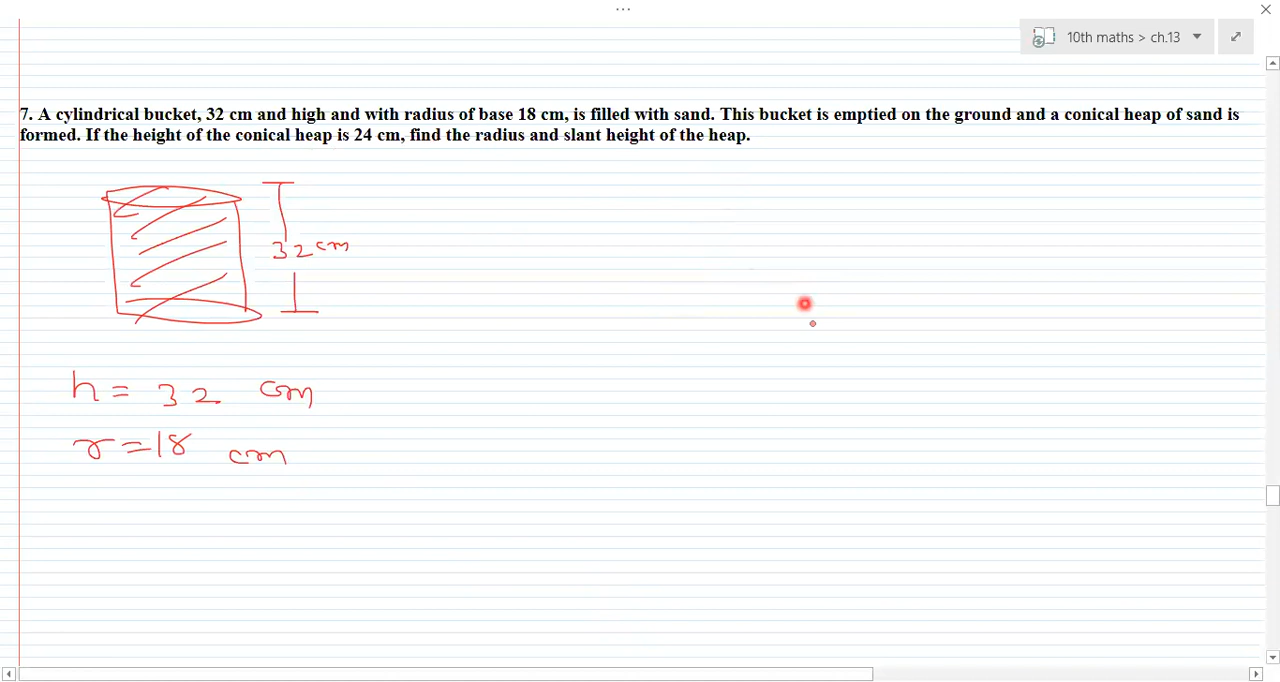 10th maths > ch.13
7. A cylindrical bucket, 32 cm and high and with radius of base 18 cm, is filled with sand. This bucket is emptied on the ground and a conical heap of sand is
formed. If the height of the conical heap is 24 cm, find the radius and slant height of the heap.
32 cm
h = 32 cm
r = 18 cm